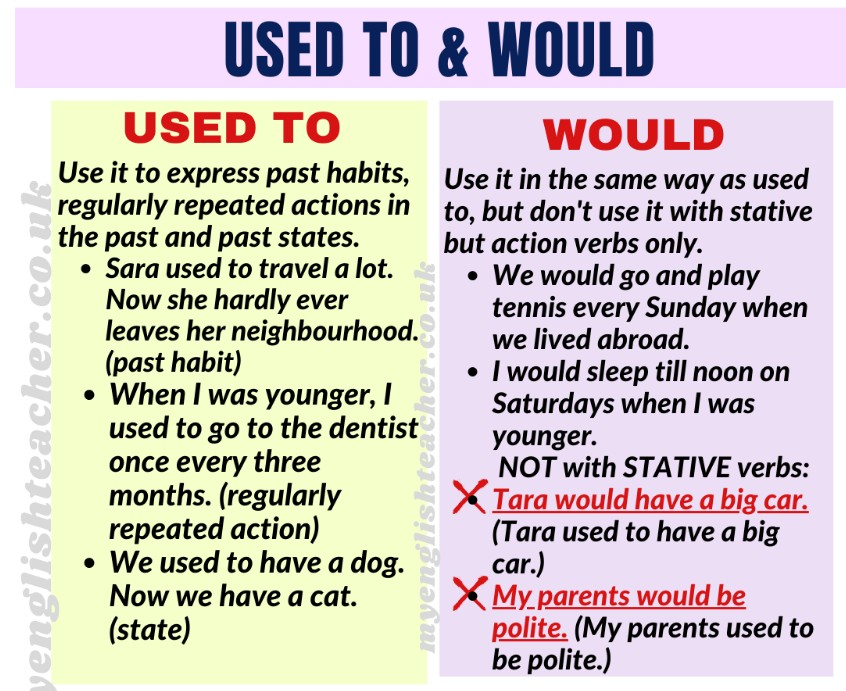 USED TO & WOULD
USED TO
Use it to express past habits,
regularly repeated actions in
the past and past states.
• Sara used to travel a lot.
Now she hardly ever
leaves her neighbourhood.
(past habit)
• When I was younger, I
used to go to the dentist
once every three
months. (regularly
repeated action)
• We used to have a dog.
Now we have a cat.
(state)
WOULD
Use it in the same way as used
to, but don't use it with stative
but action verbs only.
• We would go and play
tennis every Sunday when
we lived abroad.
• I would sleep till noon on
Saturdays when I was
younger.
NOT with STATIVE verbs:
• Tara would have a big car.
(Tara used to have a big
car.)
• My parents would be
polite. (My parents used to
be polite.)
yenglishteacher.co.uk
myenglishteacher.co.uk